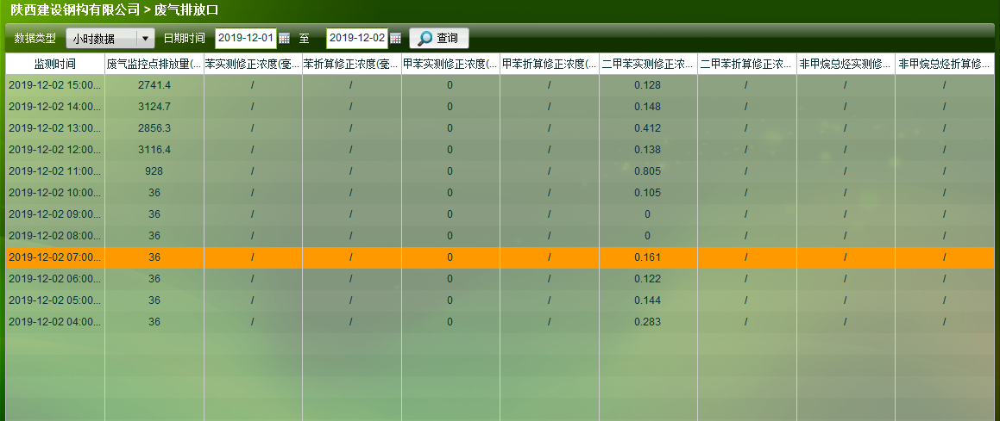 陕西建设钢构有限公司 > 废气排放口
数据类型 小时数据 日期时间 2019-12-01 至 2019-12-02 查询
监测时间 废气监控点排放量(... 苯实测修正浓度(毫... 苯折算修正浓度(毫... 甲苯实测修正浓度(... 甲苯折算修正浓度(... 二甲苯实测修正浓... 二甲苯折算修正浓... 非甲烷总烃实测修... 非甲烷总烃折算修...
2019-12-02 15:00... 2741.4 / / 0 / 0.128 / / /
2019-12-02 14:00... 3124.7 / / 0 / 0.148 / / /
2019-12-02 13:00... 2856.3 / / 0 / 0.412 / / /
2019-12-02 12:00... 3116.4 / / 0 / 0.138 / / /
2019-12-02 11:00... 928 / / 0 / 0.805 / / /
2019-12-02 10:00... 36 / / 0 / 0.105 / / /
2019-12-02 09:00... 36 / / 0 / 0 / / /
2019-12-02 08:00... 36 / / 0 / 0 / / /
2019-12-02 07:00... 36 / / 0 / 0.161 / / /
2019-12-02 06:00... 36 / / 0 / 0.122 / / /
2019-12-02 05:00... 36 / / 0 / 0.144 / / /
2019-12-02 04:00... 36 / / 0 / 0.283 / / /